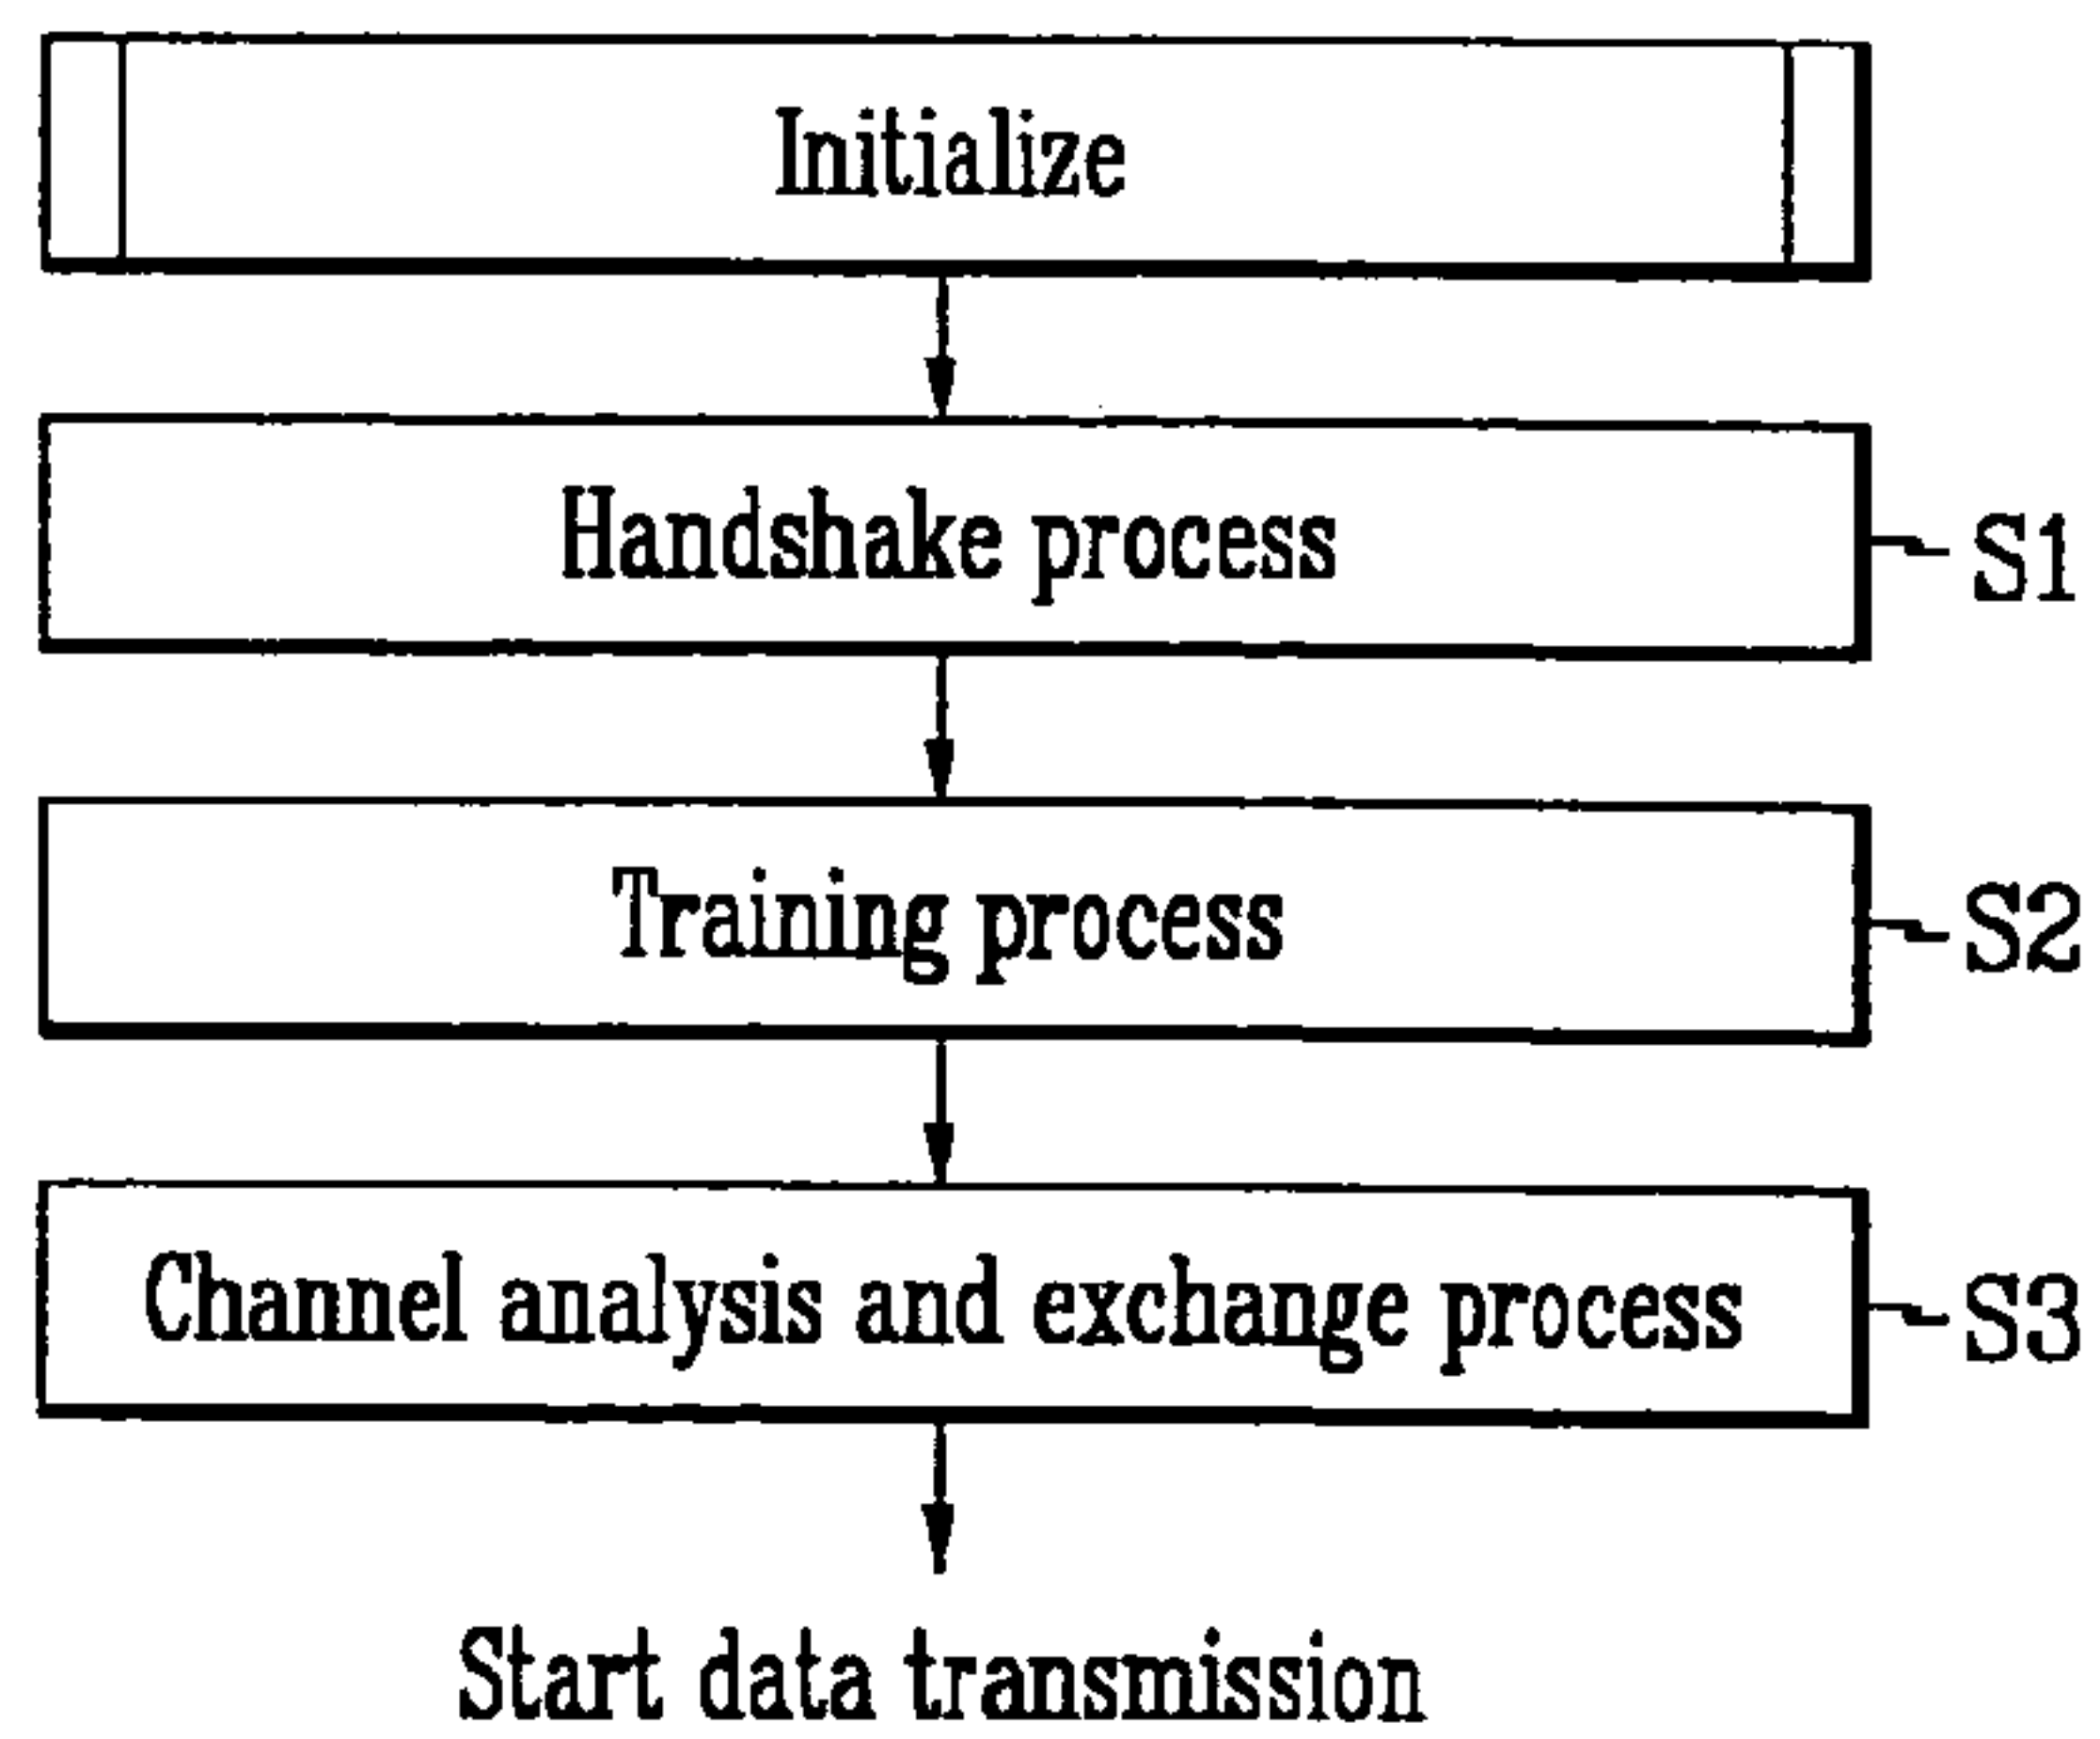 Initialize
Handshake process
S1
Training process
S2
Channel analysis and exchange process
S3
Start data transmission